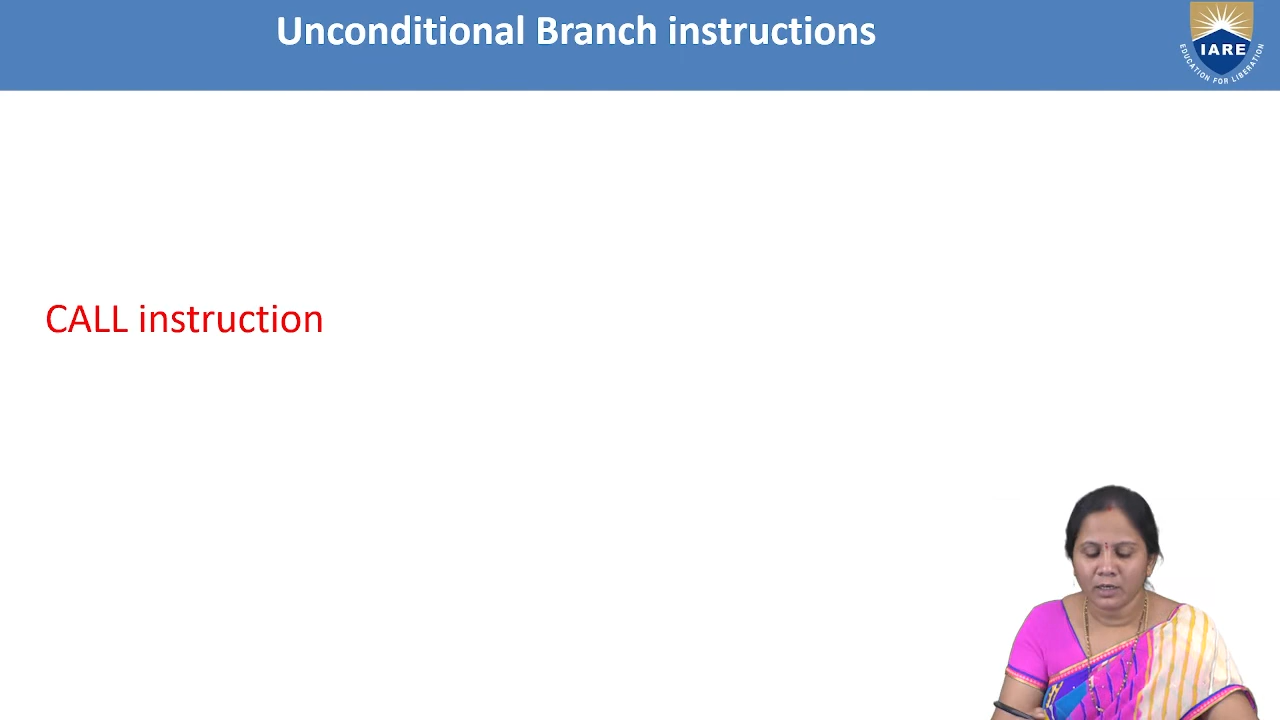 Unconditional Branch instructions
IARE
EDUCATION FOR LIBERATION
CALL instruction